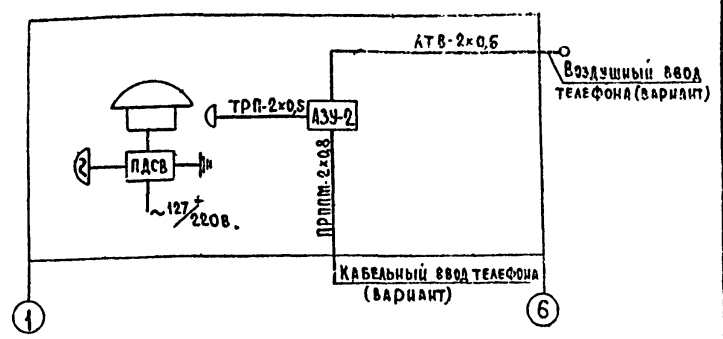 АТВ-2×0,6
Воздушный ввод
телефона (вариант)
ТРП-2×0,5
АЗУ-2
ПДСВ
ПРППМ-2×0,8
~127/220в.
Кабельный ввод телефона
(вариант)
1
6